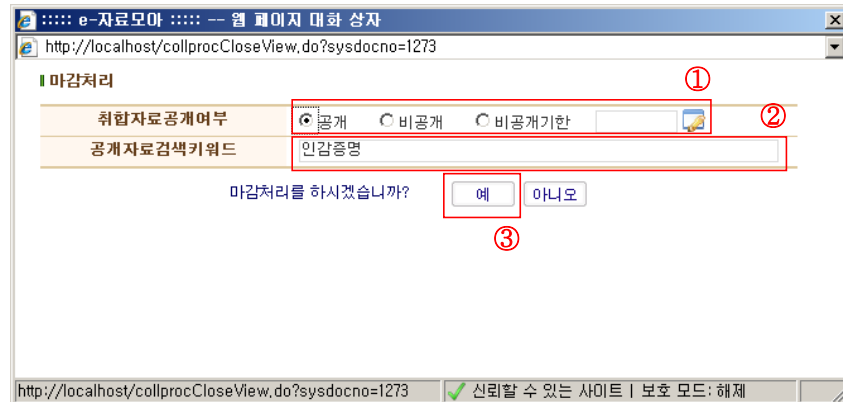 ::::: e-자료모아 ::::: -- 웹 페이지 대화 상자
http://localhost/collprocCloseView.do?sysdocno=1273
마감처리
①
취합자료공개여부 공개 비공개 비공개기한 ②
공개자료검색키워드 인감증명
마감처리를 하시겠습니까? 예 아니오
③
http://localhost/collprocCloseView.do?sysdocno=1273 신뢰할 수 있는 사이트 | 보호 모드: 해제